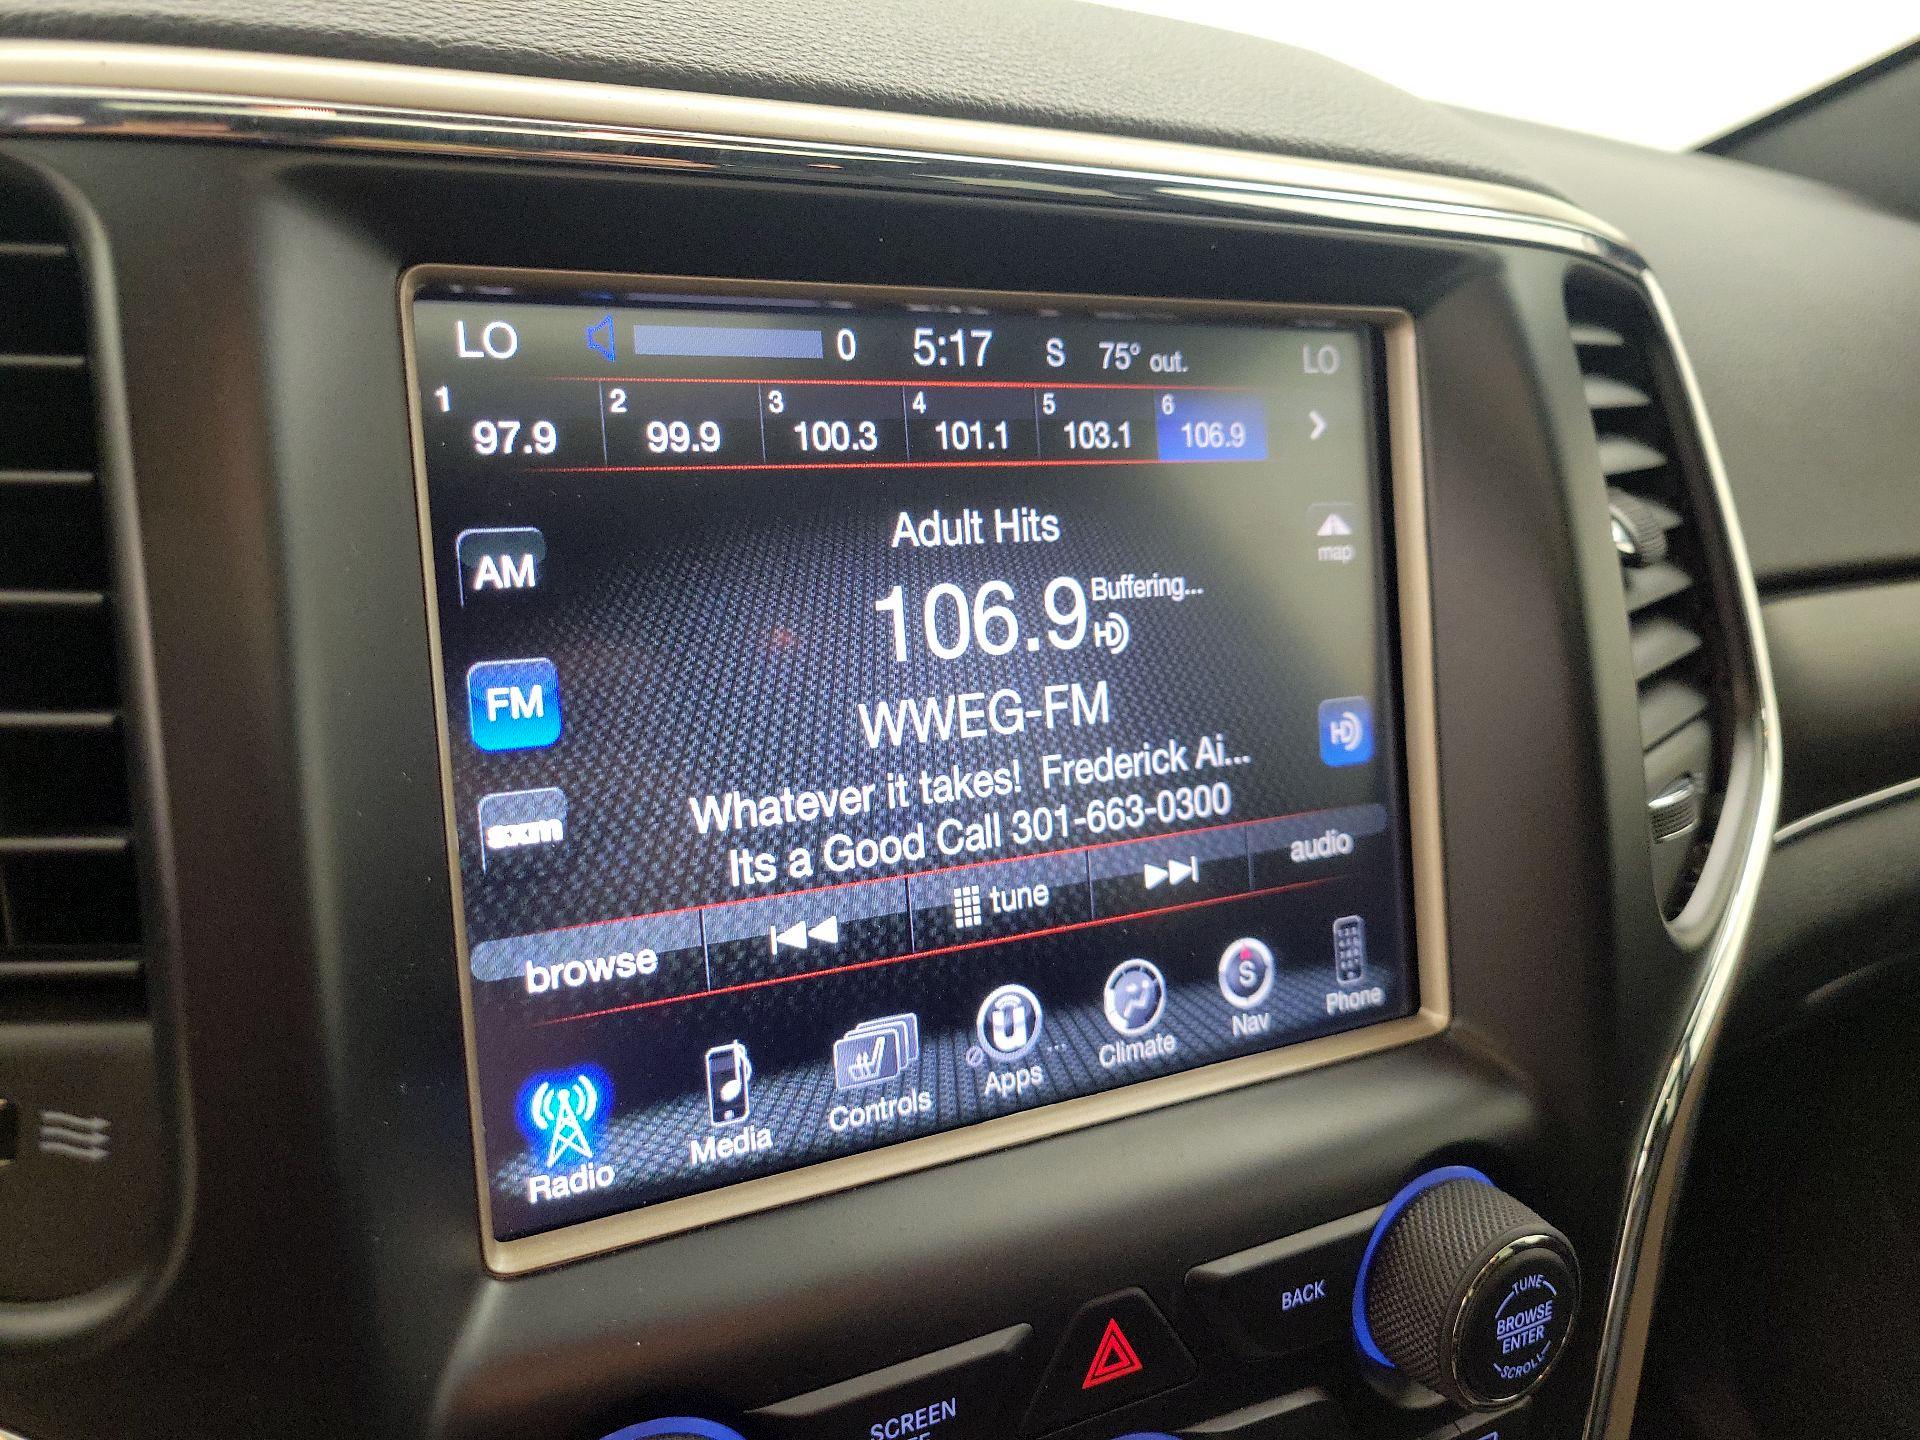 LO 0 5:17 S 75° out. LO
1 2 3 4 5 6
97.9 99.9 100.3 101.1 103.1 106.9
Adult Hits
AM
map
106.9 Buffering...
HD
FM
WWEG-FM
HD
sxm
Whatever it takes!  Frederick Ai...
Its a Good Call 301-663-0300
browse tune audio
S
Radio Media Controls Apps ... Climate Nav Phone
BACK
TUNE
BROWSE
ENTER
SCROLL
SCREEN